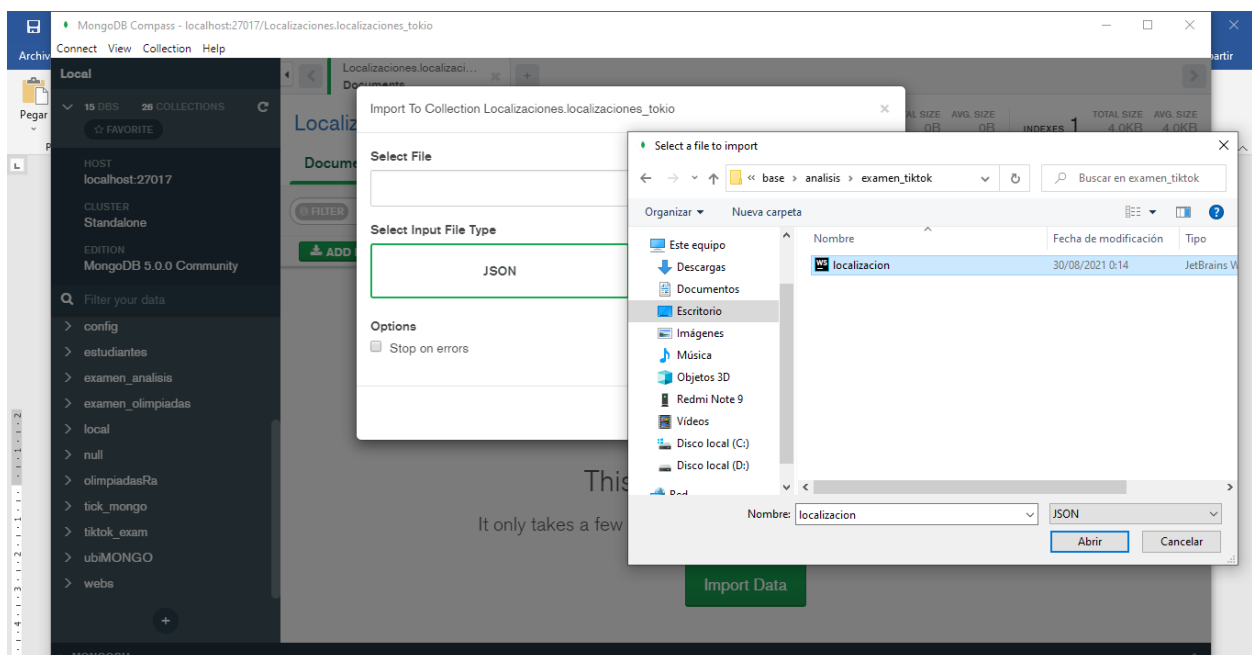 MongoDB Compass - localhost:27017/Localizaciones.localizaciones_tokio
Archiv
Connect View Collection Help
partir
Pegar
Local
15 DBS 26 COLLECTIONS
FAVORITE
HOST
localhost:27017
CLUSTER
Standalone
EDITION
MongoDB 5.0.0 Community
Filter your data
config
estudiantes
examen_analisis
examen_olimpiadas
local
null
olimpiadasRa
tick_mongo
tiktok_exam
ubiMONGO
webs
Localizaciones.localizaci...
Documents
Localiz
AL SIZE AVG. SIZE
0B 0B
INDEXES 1
TOTAL SIZE AVG. SIZE
4.0KB 4.0KB
Docume
FILTER
ADD
Import To Collection Localizaciones.localizaciones_tokio
Select File
Select Input File Type
JSON
Options
Stop on errors
This
It only takes a few
Import Data
Select a file to import
« base › analisis › examen_tiktok
Buscar en examen_tiktok
Organizar Nueva carpeta
Este equipo
Descargas
Documentos
Escritorio
Imágenes
Música
Objetos 3D
Redmi Note 9
Vídeos
Disco local (C:)
Disco local (D:)
Red
Nombre Fecha de modificación Tipo
WS localizacion 30/08/2021 0:14 JetBrains W
Nombre: localizacion JSON
Abrir Cancelar